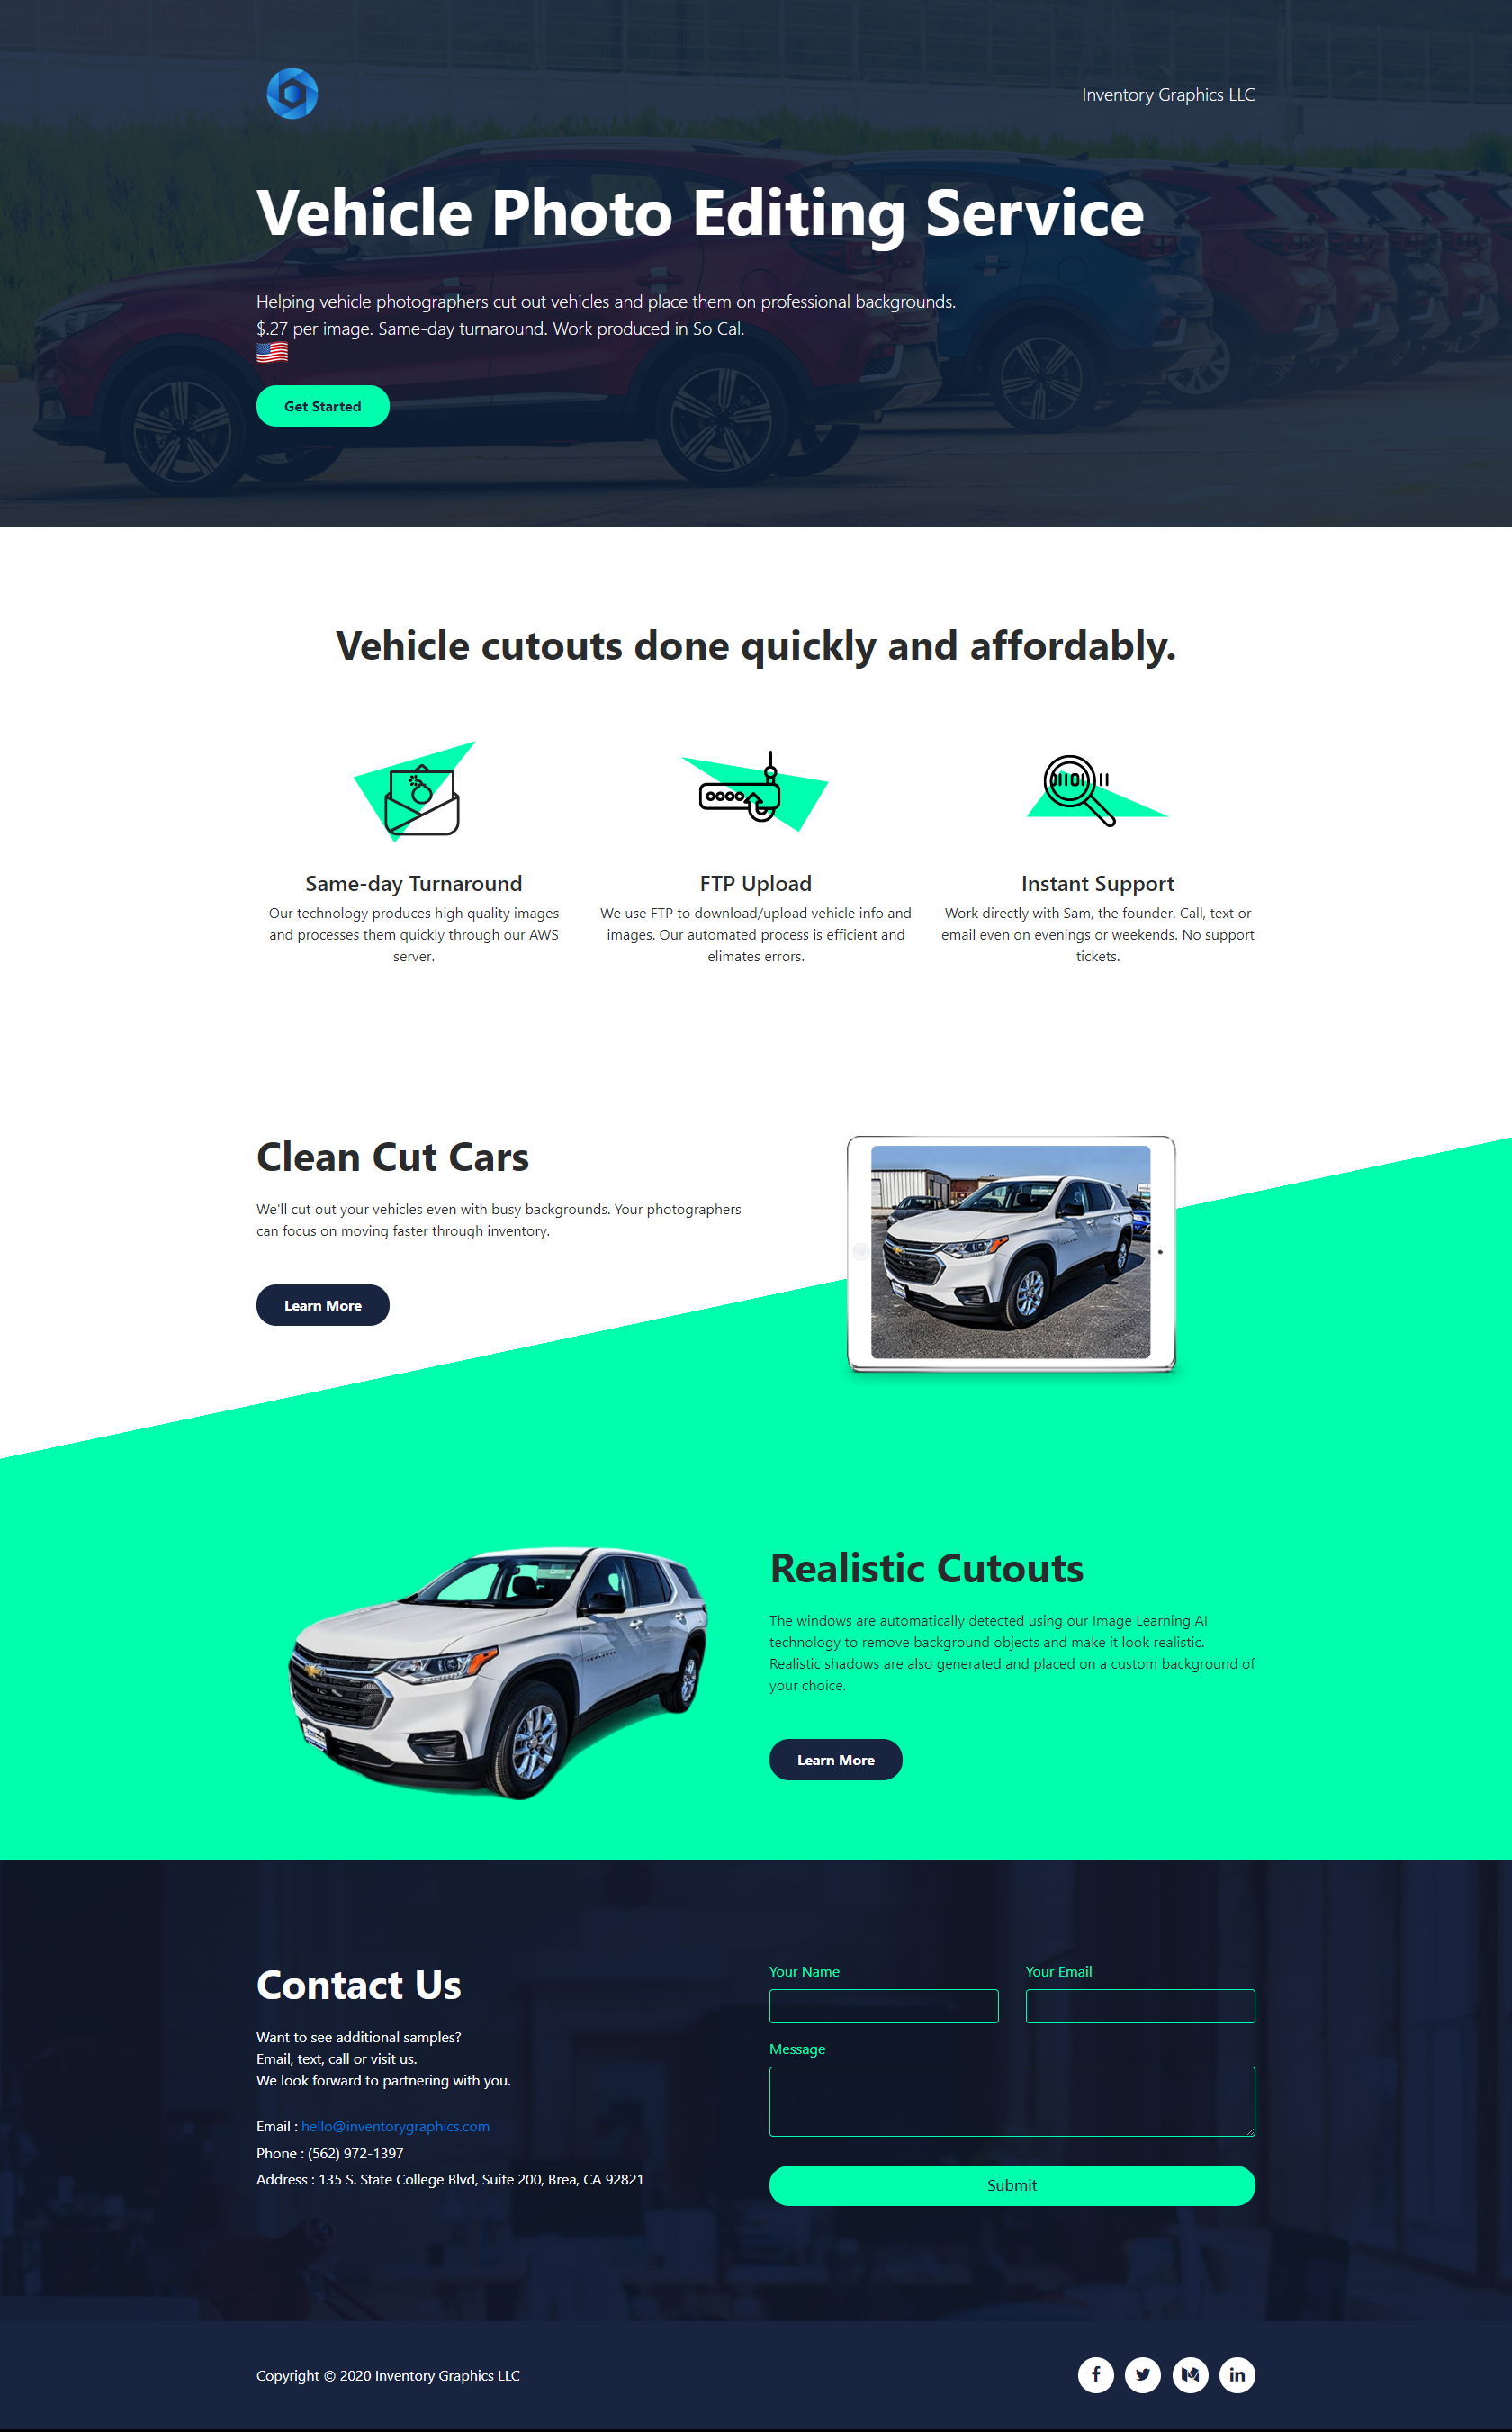 Inventory Graphics LLC
Vehicle Photo Editing Service
Helping vehicle photographers cut out vehicles and place them on professional backgrounds.
$.27 per image. Same-day turnaround. Work produced in So Cal.
Get Started
Vehicle cutouts done quickly and affordably.
Same-day Turnaround
Our technology produces high quality images
and processes them quickly through our AWS
server.
FTP Upload
We use FTP to download/upload vehicle info and
images. Our automated process is efficient and
elimates errors.
Instant Support
Work directly with Sam, the founder. Call, text or
email even on evenings or weekends. No support
tickets.
Clean Cut Cars
We'll cut out your vehicles even with busy backgrounds. Your photographers
can focus on moving faster through inventory.
Learn More
Realistic Cutouts
The windows are automatically detected using our Image Learning AI
technology to remove background objects and make it look realistic.
Realistic shadows are also generated and placed on a custom background of
your choice.
Learn More
Contact Us
Want to see additional samples?
Email, text, call or visit us.
We look forward to partnering with you.
Email : hello@inventorygraphics.com
Phone : (562) 972-1397
Address : 135 S. State College Blvd, Suite 200, Brea, CA 92821
Your Name
Your Email
Message
Submit
Copyright © 2020 Inventory Graphics LLC